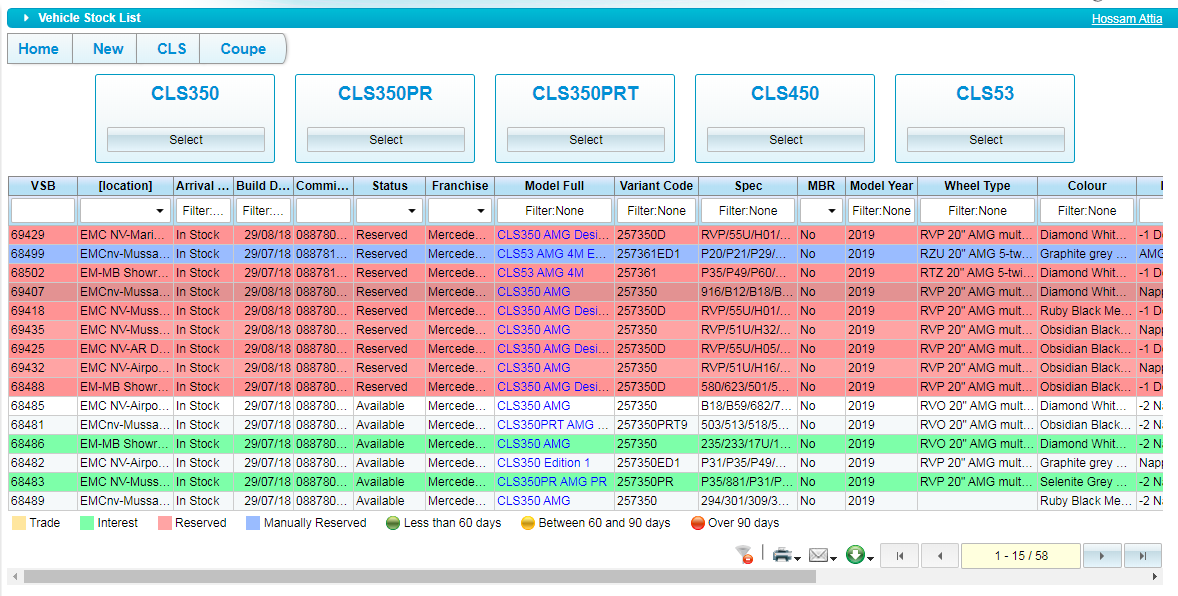 Vehicle Stock List Hossam Attia
Home New CLS Coupe
CLS350 CLS350PR CLS350PRT CLS450 CLS53
Select Select Select Select Select
VSB [location] Arrival ... Build D... Commi... Status Franchise Model Full Variant Code Spec MBR Model Year Wheel Type Colour
Filter:... Filter:... Filter:None Filter:None Filter:None Filter:None Filter:None Filter:None
69429 EMC NV-Mari... In Stock 29/08/18 088780... Reserved Mercede... CLS350 AMG Desi... 257350D RVP/55U/H01/... No 2019 RVP 20" AMG mult... Diamond Whit... -1 D
68499 EMCnv-Mussa... In Stock 29/07/18 088781... Reserved Mercede... CLS53 AMG 4M E... 257361ED1 P20/P21/P29/... No 2019 RZU 20" AMG 5-tw... Graphite grey ... AMG
68502 EM-MB Showr... In Stock 29/07/18 088781... Reserved Mercede... CLS53 AMG 4M 257361 P35/P49/P60/... No 2019 RTZ 20" AMG 5-twi... Diamond Whit... -1 D
69407 EMCnv-Mussa... In Stock 29/08/18 088780... Reserved Mercede... CLS350 AMG 257350 916/B12/B18/B... No 2019 RVP 20" AMG mult... Diamond Whit... Napp
69418 EMC NV-Muss... In Stock 29/08/18 088780... Reserved Mercede... CLS350 AMG Desi... 257350D RVP/55U/H01/... No 2019 RVP 20" AMG mult... Ruby Black Me... -1 D
69435 EMC NV-Muss... In Stock 29/08/18 088780... Reserved Mercede... CLS350 AMG 257350 RVP/51U/H32/... No 2019 RVP 20" AMG mult... Obsidian Black... Napp
69425 EMC NV-AR D... In Stock 29/08/18 088780... Reserved Mercede... CLS350 AMG Desi... 257350D RVP/55U/H05/... No 2019 RVP 20" AMG mult... Obsidian Black... -1 D
69432 EMC NV-Airpo... In Stock 29/08/18 088780... Reserved Mercede... CLS350 AMG 257350 RVP/51U/H16/... No 2019 RVP 20" AMG mult... Obsidian Black... Napp
68488 EM-MB Showr... In Stock 29/07/18 088780... Reserved Mercede... CLS350 AMG Desi... 257350D 580/623/501/5... No 2019 RVP 20" AMG mult... Obsidian Black... -1 D
68485 EMC NV-Airpo... In Stock 29/07/18 088780... Available Mercede... CLS350 AMG 257350 B18/B59/682/7... No 2019 RVO 20" AMG mult... Diamond Whit... -2 N
68481 EMCnv-Mussa... In Stock 29/07/18 088780... Available Mercede... CLS350PRT AMG ... 257350PRT9 503/513/518/5... No 2019 RVO 20" AMG mult... Diamond Whit... -2 N
68486 EM-MB Showr... In Stock 29/07/18 088780... Available Mercede... CLS350 AMG 257350 235/233/17U/1... No 2019 RVO 20" AMG mult... Diamond Whit... -2 N
68482 EMC NV-Airpo... In Stock 29/07/18 088780... Available Mercede... CLS350 Edition 1 257350ED1 P31/P35/P49/... No 2019 RVP 20" AMG mult... Graphite grey ... Napp
68483 EMC NV-Airpo... In Stock 29/07/18 088780... Available Mercede... CLS350PR AMG PR 257350PR P35/881/P31/P... No 2019 RVP 20" AMG mult... Selenite Grey ... -2 N
68489 EMCnv-Mussa... In Stock 29/07/18 088780... Available Mercede... CLS350 AMG 257350 294/301/309/3... No 2019 Ruby Black Me... -2 N
Trade Interest Reserved Manually Reserved Less than 60 days Between 60 and 90 days Over 90 days
1 - 15 / 58